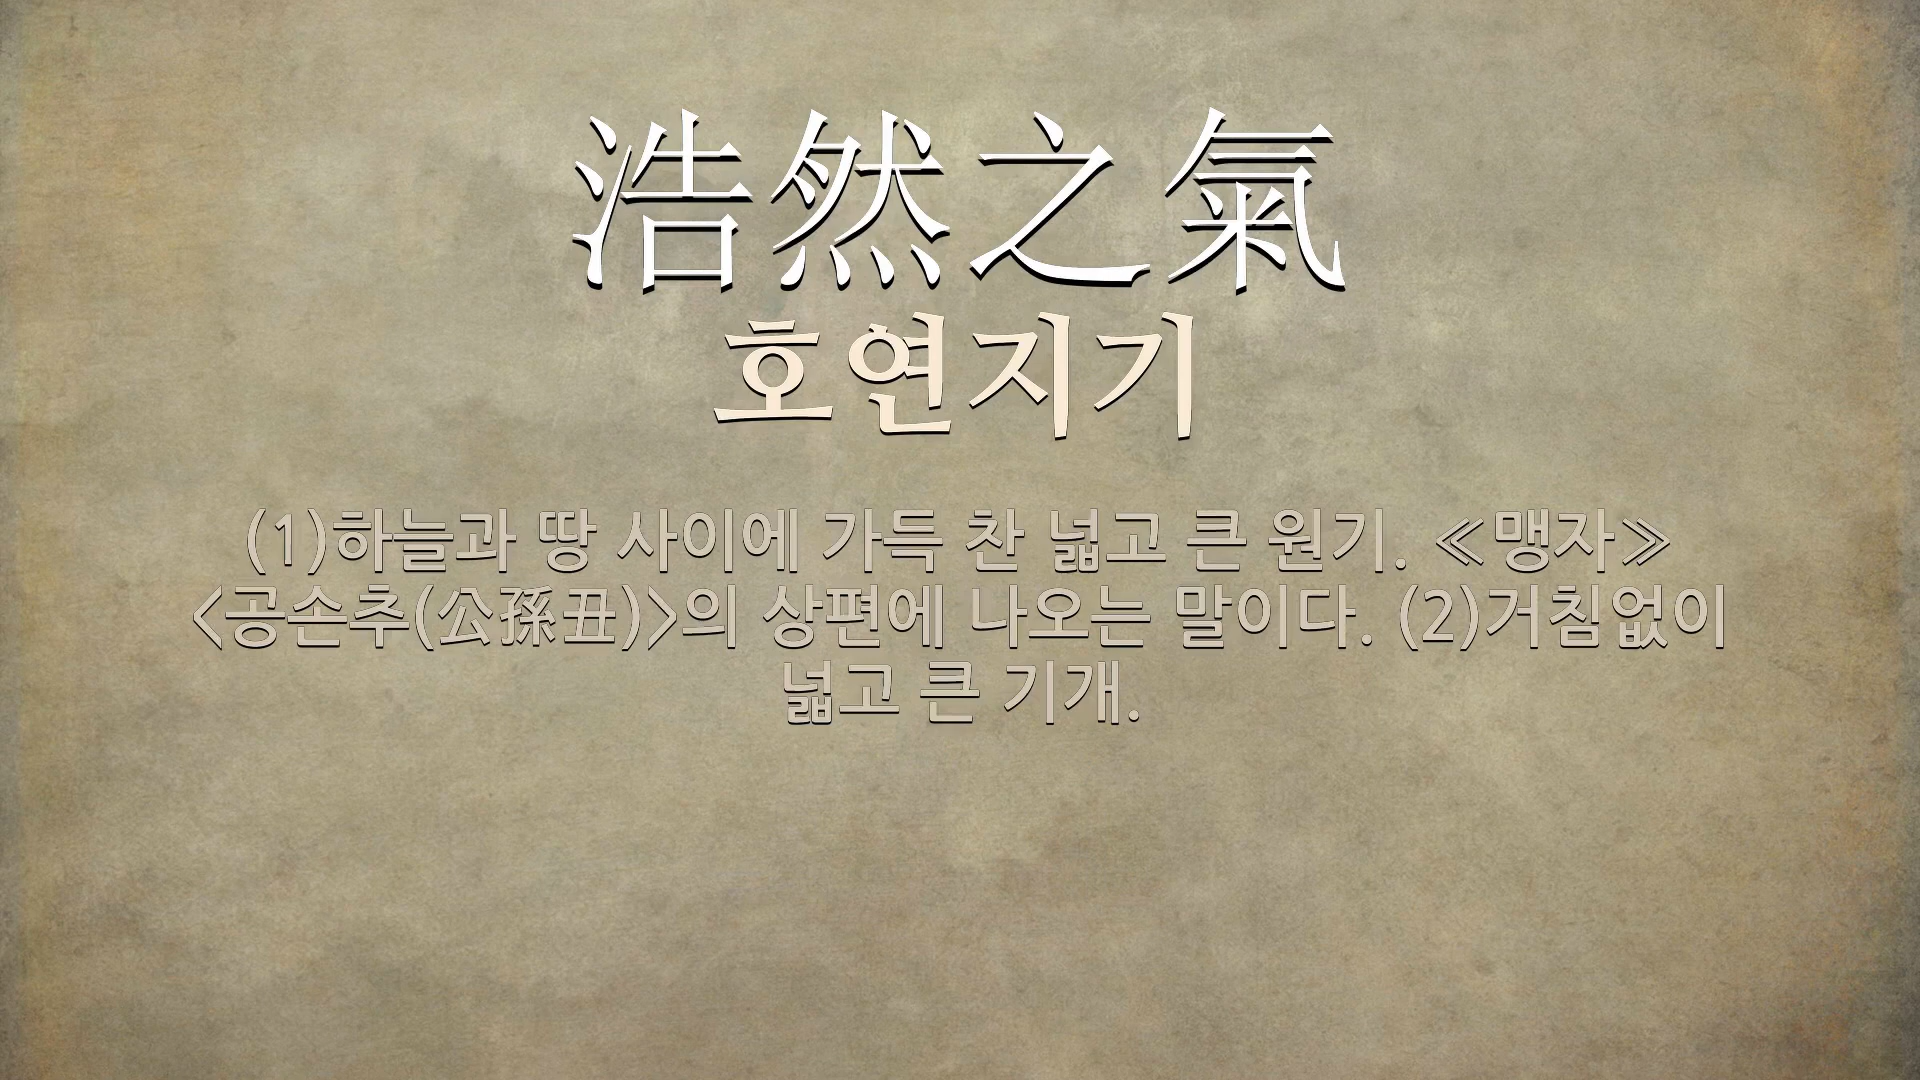 浩然之氣
호연지기
(1)하늘과 땅 사이에 가득 찬 넓고 큰 원기. ≪맹자≫
<공손추(公孫丑)>의 상편에 나오는 말이다. (2)거침없이
넓고 큰 기개.